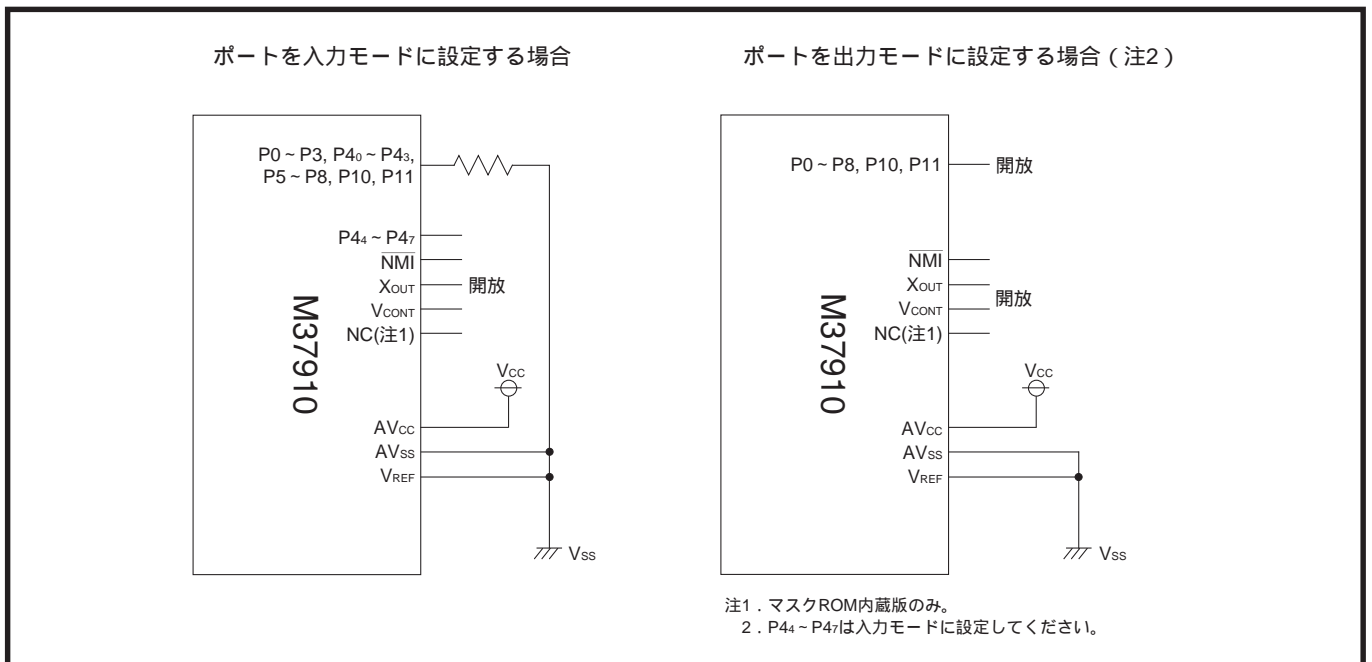 ポートを入力モードに設定する場合
P0 ~ P3, P4₀ ~ P4₃,
P5 ~ P8, P10, P11
P4₄ ~ P4₇
N̅M̅I̅
XOUT
開放
VCONT
NC(注1)
M37910
VCC
AVCC
AVSS
VREF
VSS
ポートを出力モードに設定する場合(注2)
P0 ~ P8, P10, P11
開放
N̅M̅I̅
XOUT
開放
VCONT
NC(注1)
M37910
VCC
AVCC
AVSS
VREF
VSS
注1．マスクROM内蔵版のみ。
2．P4₄ ~ P4₇は入力モードに設定してください。